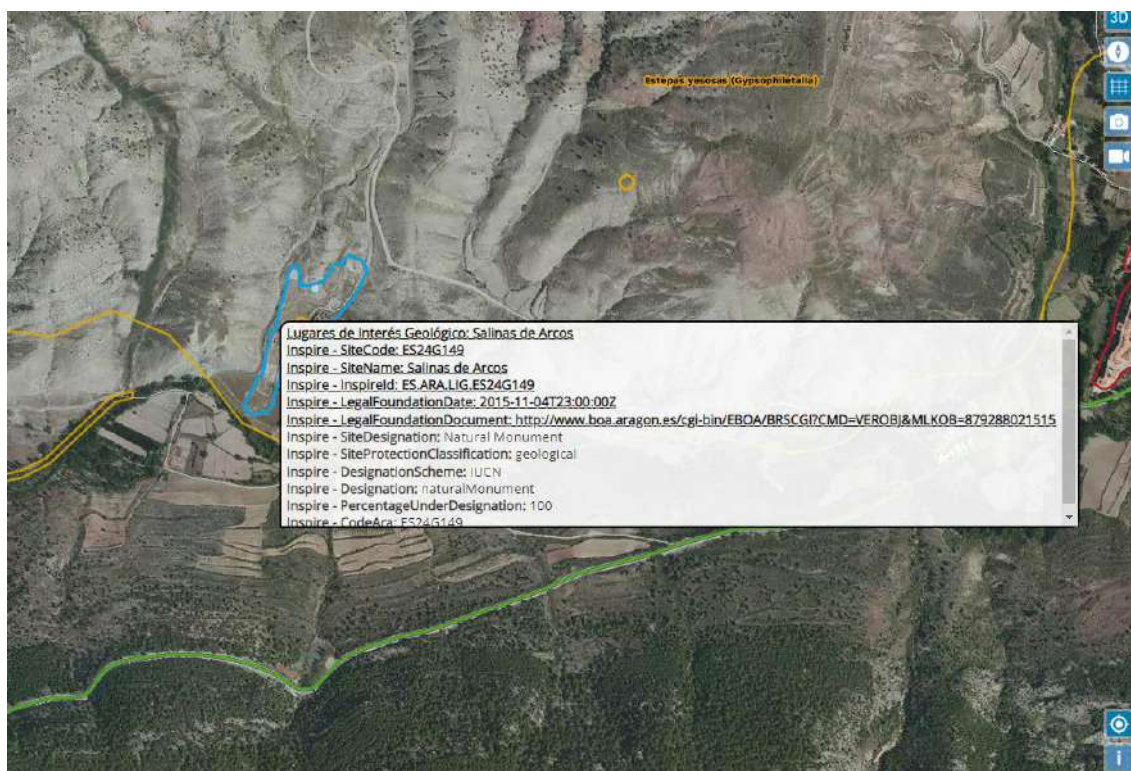 3D
Estepas yesosas (Gypsophiletalia)
Lugares de Interés Geológico: Salinas de Arcos
Inspire - SiteCode: ES24G149
Inspire - SiteName: Salinas de Arcos
Inspire - InspireId: ES.ARA.LIG.ES24G149
Inspire - LegalFoundationDate: 2015-11-04T23:00:00Z
Inspire - LegalFoundationDocument: http://www.boa.aragon.es/cgi-bin/EBOA/BRSCGI?CMD=VEROBJ&MLKOB=879288021515
Inspire - SiteDesignation: Natural Monument
Inspire - SiteProtectionClassification: geological
Inspire - DesignationScheme: IUCN
Inspire - Designation: naturalMonument
Inspire - PercentageUnderDesignation: 100
Inspire - CodeAra: ES24G149
i